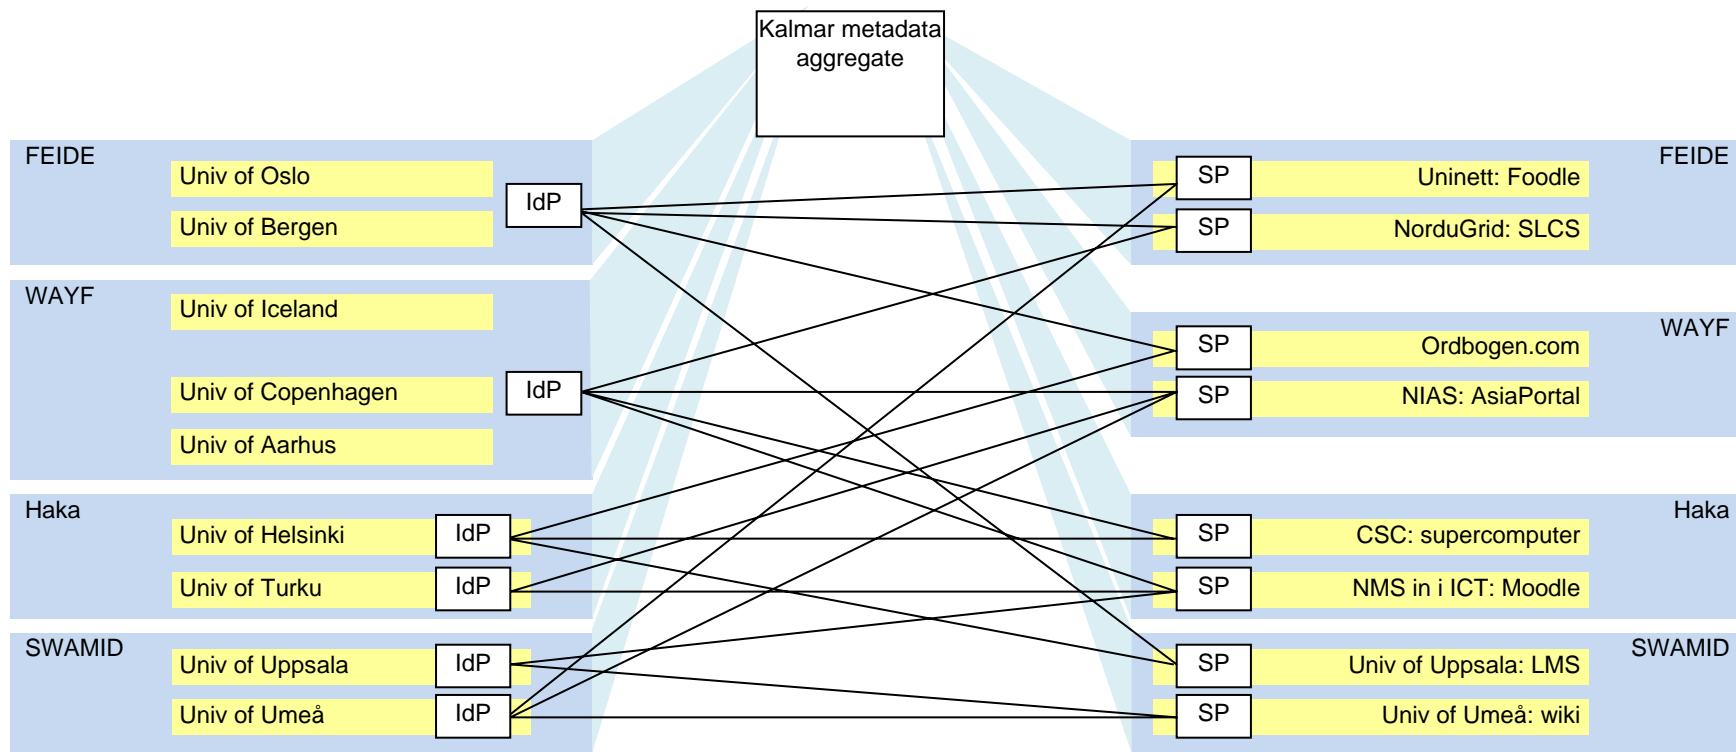 Kalmar metadata
aggregate
FEIDE
Univ of Oslo
Univ of Bergen
IdP
WAYF
Univ of Iceland
Univ of Copenhagen
IdP
Univ of Aarhus
Haka
Univ of Helsinki
IdP
Univ of Turku
IdP
SWAMID
Univ of Uppsala
IdP
Univ of Umeå
IdP
FEIDE
SP
Uninett: Foodle
SP
NorduGrid: SLCS
WAYF
SP
Ordbogen.com
SP
NIAS: AsiaPortal
Haka
SP
CSC: supercomputer
SP
NMS in i ICT: Moodle
SWAMID
SP
Univ of Uppsala: LMS
SP
Univ of Umeå: wiki